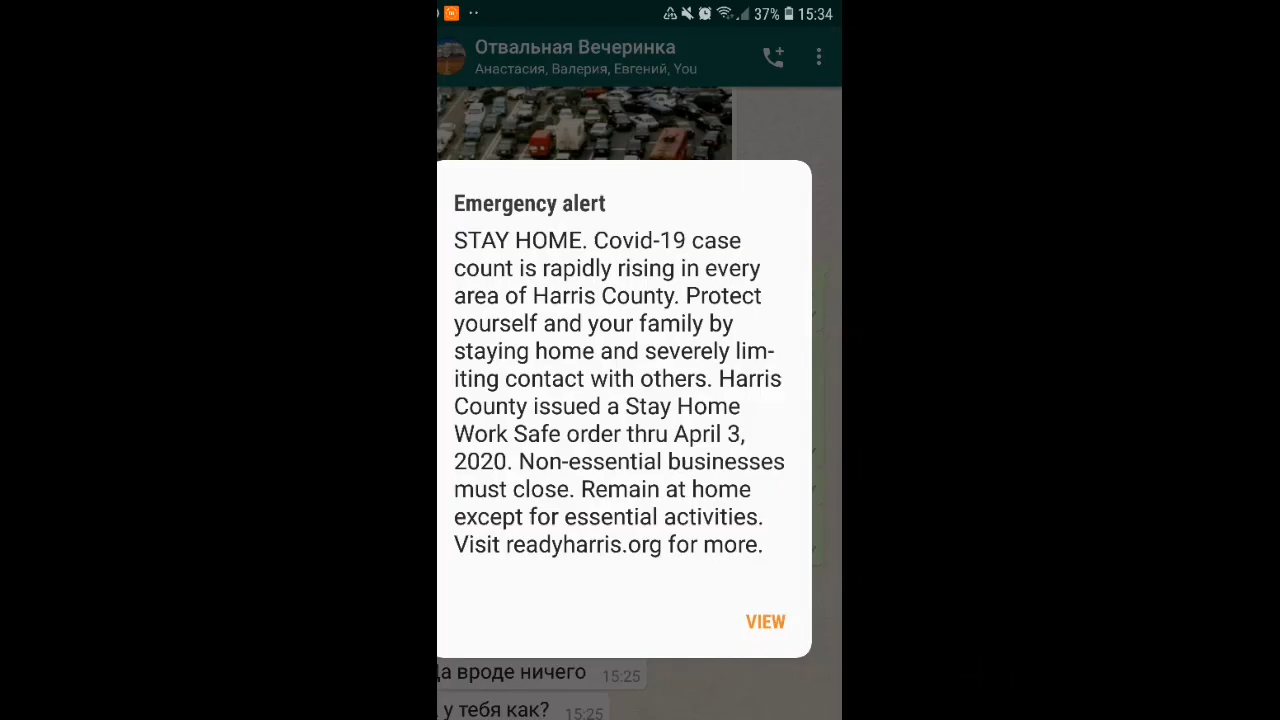 37% 15:34
Отвальная Вечеринка
Анастасия, Валерия, Евгений, You
Emergency alert
STAY HOME. Covid-19 case
count is rapidly rising in every
area of Harris County. Protect
yourself and your family by
staying home and severely lim-
iting contact with others. Harris
County issued a Stay Home
Work Safe order thru April 3,
2020. Non-essential businesses
must close. Remain at home
except for essential activities.
Visit readyharris.org for more.
VIEW
вроде ничего 15:25
у тебя как? 15:25